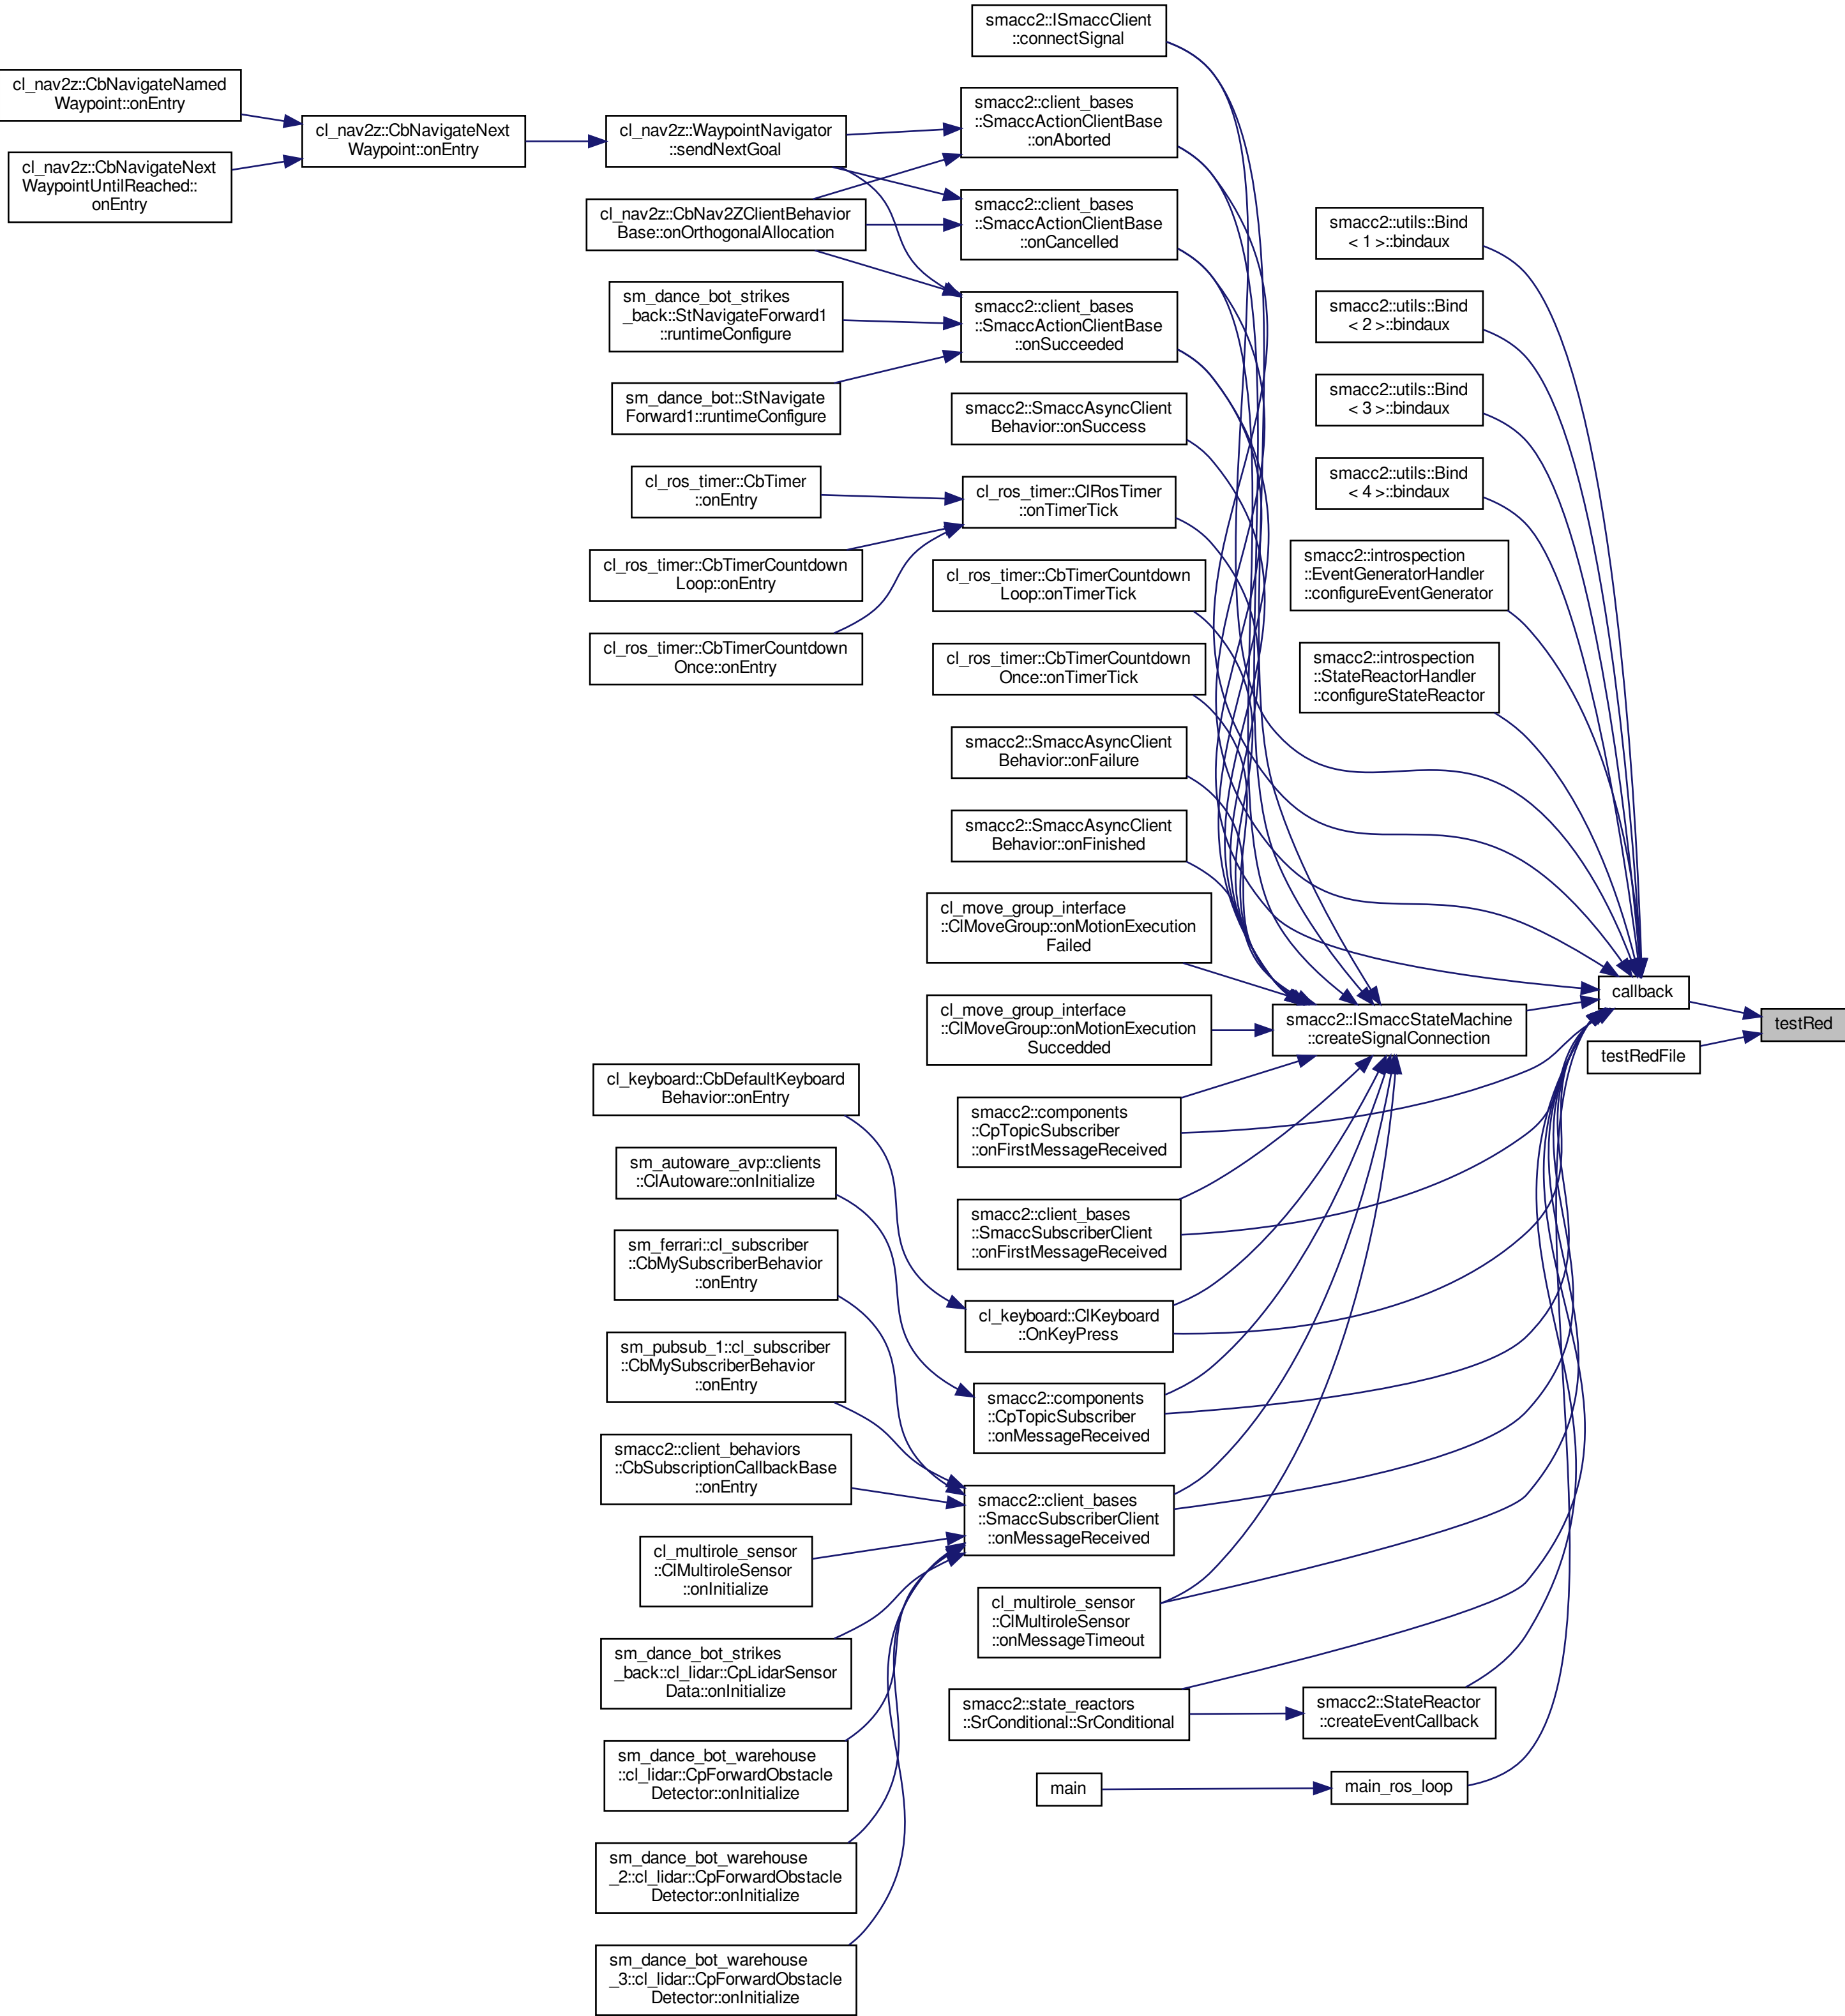 smacc2::ISmaccClient
::connectSignal
cl_nav2z::CbNavigateNamed
Waypoint::onEntry
cl_nav2z::CbNavigateNext
WaypointUntilReached::
onEntry
cl_nav2z::CbNavigateNext
Waypoint::onEntry
cl_nav2z::WaypointNavigator
::sendNextGoal
smacc2::client_bases
::SmaccActionClientBase
::onAborted
cl_nav2z::CbNav2ZClientBehavior
Base::onOrthogonalAllocation
smacc2::client_bases
::SmaccActionClientBase
::onCancelled
sm_dance_bot_strikes
_back::StNavigateForward1
::runtimeConfigure
smacc2::client_bases
::SmaccActionClientBase
::onSucceeded
sm_dance_bot::StNavigate
Forward1::runtimeConfigure
smacc2::SmaccAsyncClient
Behavior::onSuccess
cl_ros_timer::CbTimer
::onEntry
cl_ros_timer::ClRosTimer
::onTimerTick
cl_ros_timer::CbTimerCountdown
Loop::onEntry
cl_ros_timer::CbTimerCountdown
Loop::onTimerTick
cl_ros_timer::CbTimerCountdown
Once::onEntry
cl_ros_timer::CbTimerCountdown
Once::onTimerTick
smacc2::SmaccAsyncClient
Behavior::onFailure
smacc2::SmaccAsyncClient
Behavior::onFinished
cl_move_group_interface
::ClMoveGroup::onMotionExecution
Failed
cl_move_group_interface
::ClMoveGroup::onMotionExecution
Succedded
smacc2::utils::Bind
< 1 >::bindaux
smacc2::utils::Bind
< 2 >::bindaux
smacc2::utils::Bind
< 3 >::bindaux
smacc2::utils::Bind
< 4 >::bindaux
smacc2::introspection
::EventGeneratorHandler
::configureEventGenerator
smacc2::introspection
::StateReactorHandler
::configureStateReactor
callback
smacc2::ISmaccStateMachine
::createSignalConnection
testRed
testRedFile
cl_keyboard::CbDefaultKeyboard
Behavior::onEntry
smacc2::components
::CpTopicSubscriber
::onFirstMessageReceived
sm_autoware_avp::clients
::ClAutoware::onInitialize
smacc2::client_bases
::SmaccSubscriberClient
::onFirstMessageReceived
sm_ferrari::cl_subscriber
::CbMySubscriberBehavior
::onEntry
cl_keyboard::ClKeyboard
::OnKeyPress
sm_pubsub_1::cl_subscriber
::CbMySubscriberBehavior
::onEntry
smacc2::components
::CpTopicSubscriber
::onMessageReceived
smacc2::client_behaviors
::CbSubscriptionCallbackBase
::onEntry
smacc2::client_bases
::SmaccSubscriberClient
::onMessageReceived
cl_multirole_sensor
::ClMultiroleSensor
::onInitialize
cl_multirole_sensor
::ClMultiroleSensor
::onMessageTimeout
sm_dance_bot_strikes
_back::cl_lidar::CpLidarSensor
Data::onInitialize
smacc2::state_reactors
::SrConditional::SrConditional
smacc2::StateReactor
::createEventCallback
sm_dance_bot_warehouse
::cl_lidar::CpForwardObstacle
Detector::onInitialize
main
main_ros_loop
sm_dance_bot_warehouse
_2::cl_lidar::CpForwardObstacle
Detector::onInitialize
sm_dance_bot_warehouse
_3::cl_lidar::CpForwardObstacle
Detector::onInitialize